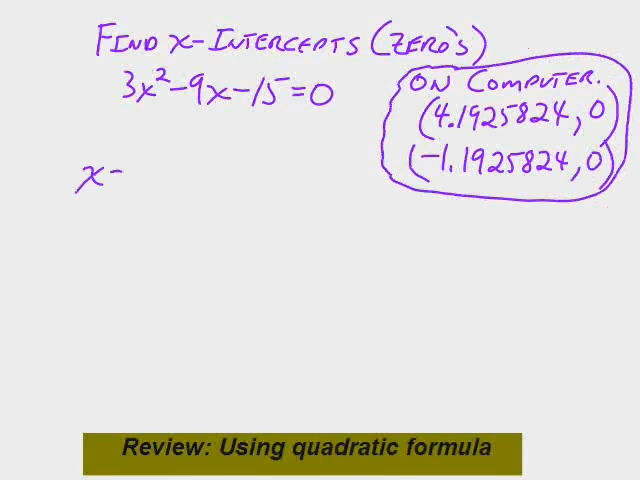 FIND x-INTERCEPTS (ZERO'S)
3x²-9x-15=0
ON COMPUTER.
(4.1925824, 0)
(-1.1925824, 0)
x=
Review: Using quadratic formula